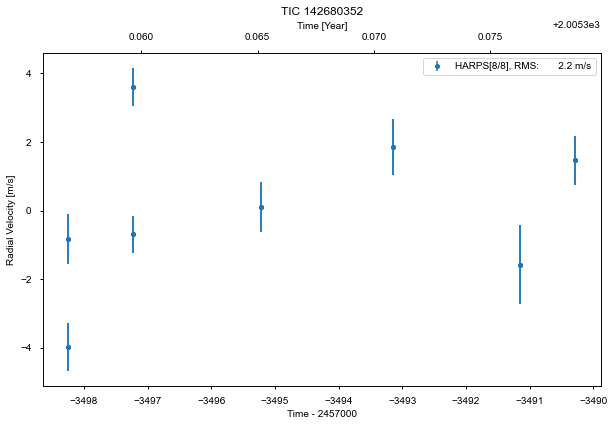 TIC 142680352
Time [Year]
+2.0053e3
0.060 0.065 0.070 0.075
HARPS[8/8], RMS: 2.2 m/s
4
2
0
−2
−4
Radial Velocity [m/s]
−3498 −3497 −3496 −3495 −3494 −3493 −3492 −3491 −3490
Time - 2457000